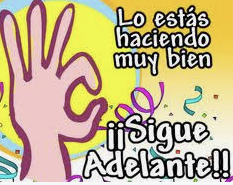 Lo estás
haciendo
muy bien
¡¡Sigue
Adelante!!